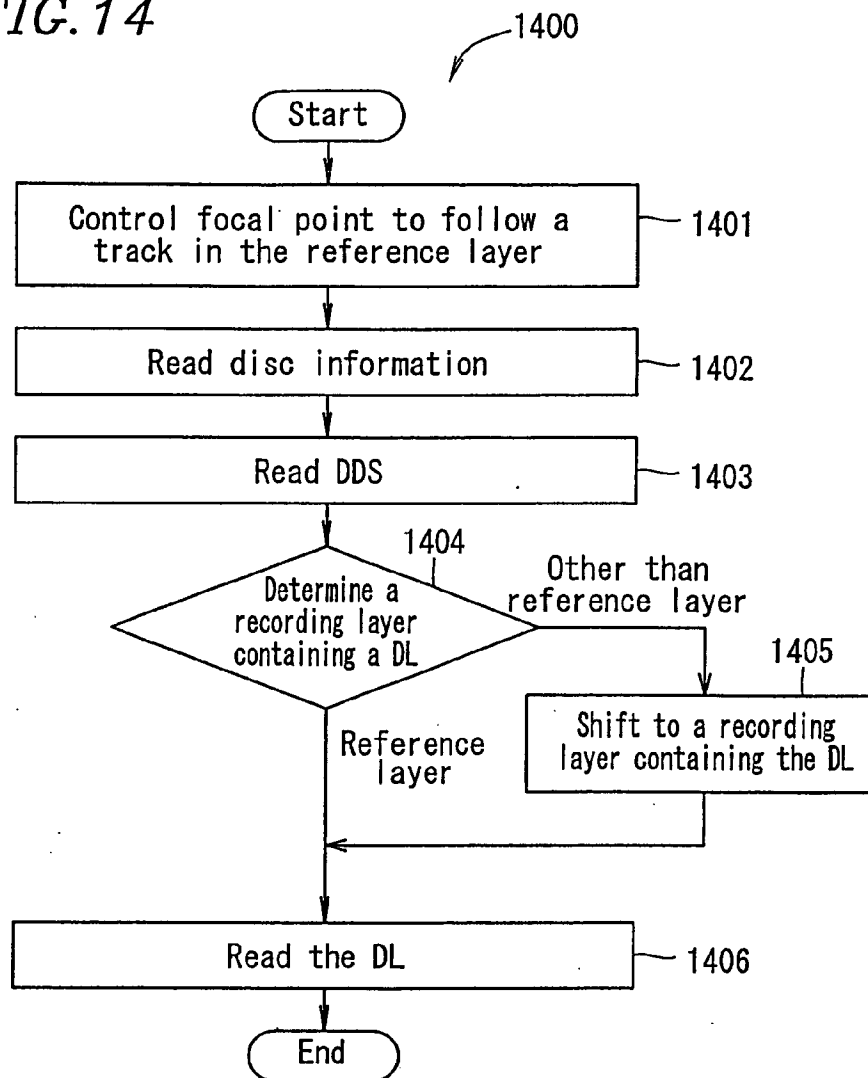 FIG. 14
1400
Start
Control focal point to follow a
track in the reference layer
1401
Read disc information
1402
Read DDS
1403
1404
Determine a
recording layer
containing a DL
Other than
reference layer
1405
Shift to a recording
layer containing the DL
Reference
layer
Read the DL
1406
End